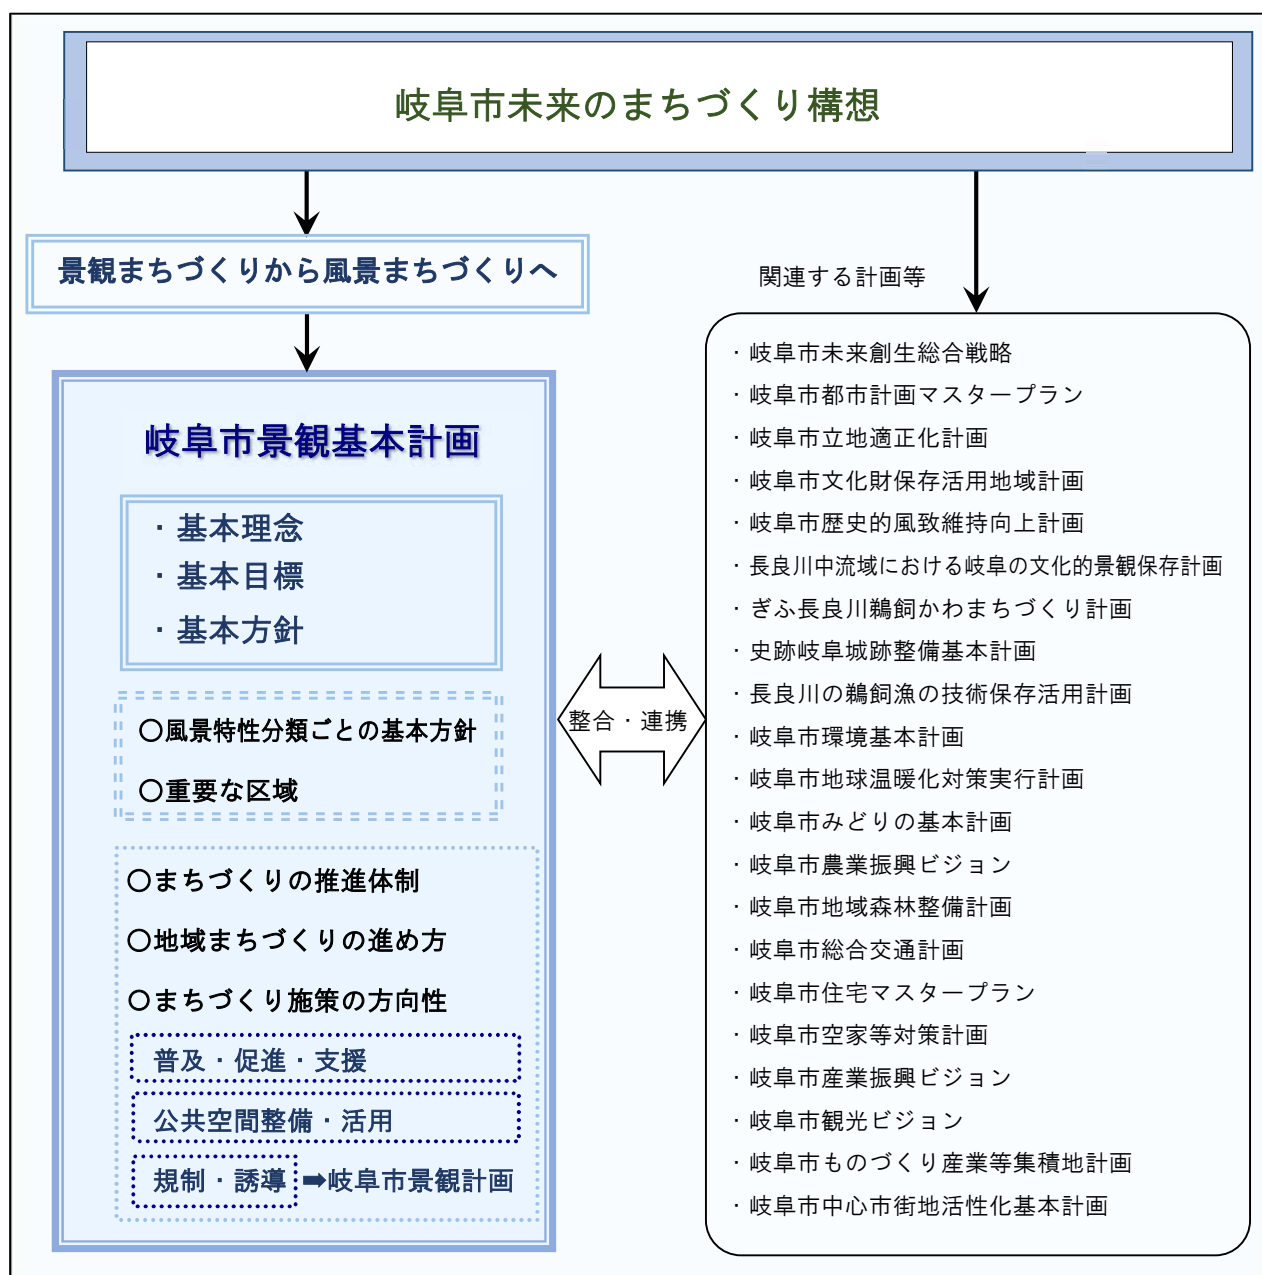 岐阜市未来のまちづくり構想
景観まちづくりから風景まちづくりへ
岐阜市景観基本計画
・基本理念
・基本目標
・基本方針
〇風景特性分類ごとの基本方針
〇重要な区域
〇まちづくりの推進体制
〇地域まちづくりの進め方
〇まちづくり施策の方向性
普及・促進・支援
公共空間整備・活用
規制・誘導 ➡岐阜市景観計画
整合・連携
関連する計画等
・岐阜市未来創生総合戦略
・岐阜市都市計画マスタープラン
・岐阜市立地適正化計画
・岐阜市文化財保存活用地域計画
・岐阜市歴史的風致維持向上計画
・長良川中流域における岐阜の文化的景観保存計画
・ぎふ長良川鵜飼かわまちづくり計画
・史跡岐阜城跡整備基本計画
・長良川の鵜飼漁の技術保存活用計画
・岐阜市環境基本計画
・岐阜市地球温暖化対策実行計画
・岐阜市みどりの基本計画
・岐阜市農業振興ビジョン
・岐阜市地域森林整備計画
・岐阜市総合交通計画
・岐阜市住宅マスタープラン
・岐阜市空家等対策計画
・岐阜市産業振興ビジョン
・岐阜市観光ビジョン
・岐阜市ものづくり産業等集積地計画
・岐阜市中心市街地活性化基本計画